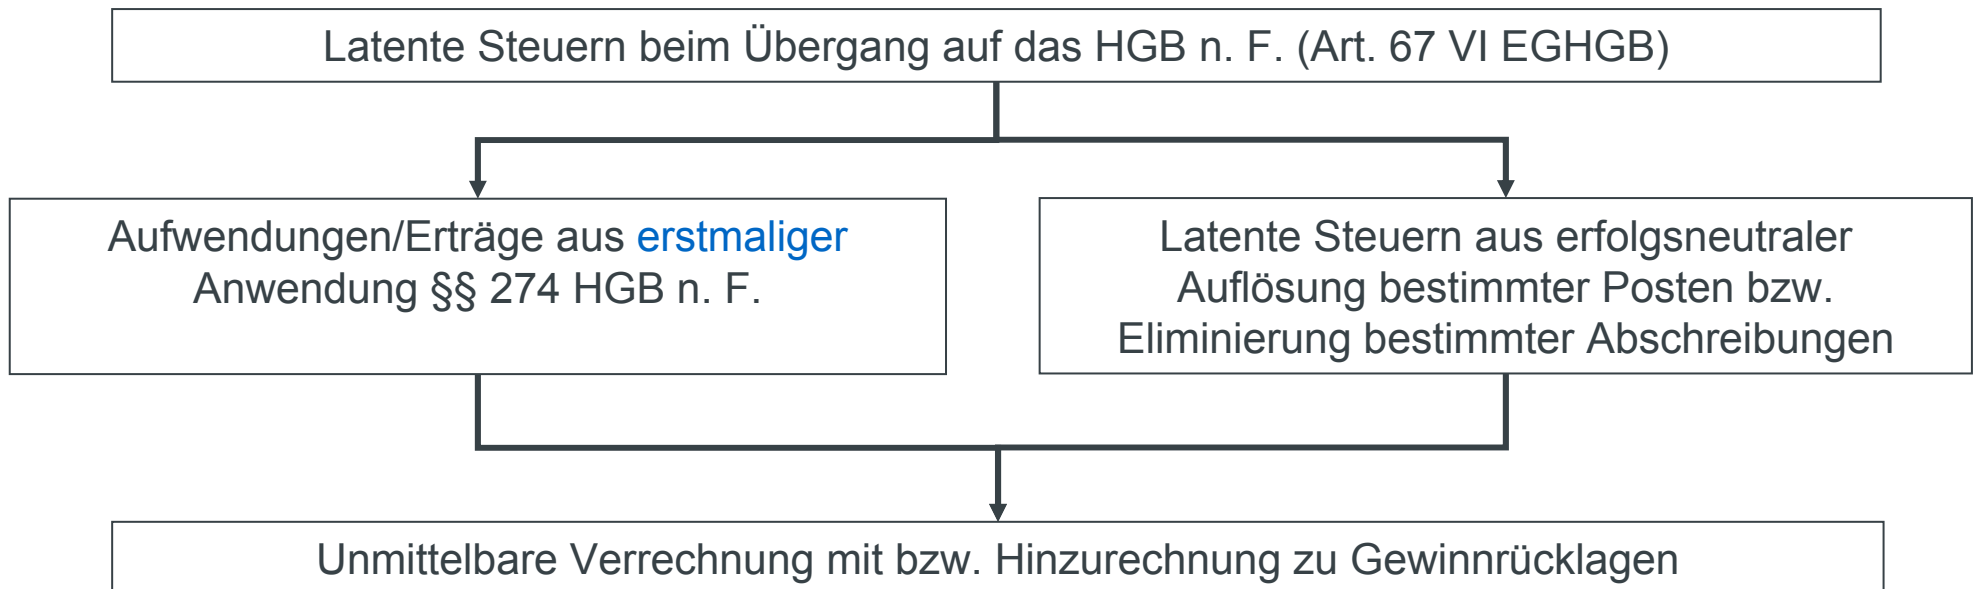 Latente Steuern beim Übergang auf das HGB n. F. (Art. 67 VI EGHGB)
Aufwendungen/Erträge aus erstmaliger
Anwendung §§ 274 HGB n. F.
Latente Steuern aus erfolgsneutraler
Auflösung bestimmter Posten bzw.
Eliminierung bestimmter Abschreibungen
Unmittelbare Verrechnung mit bzw. Hinzurechnung zu Gewinnrücklagen